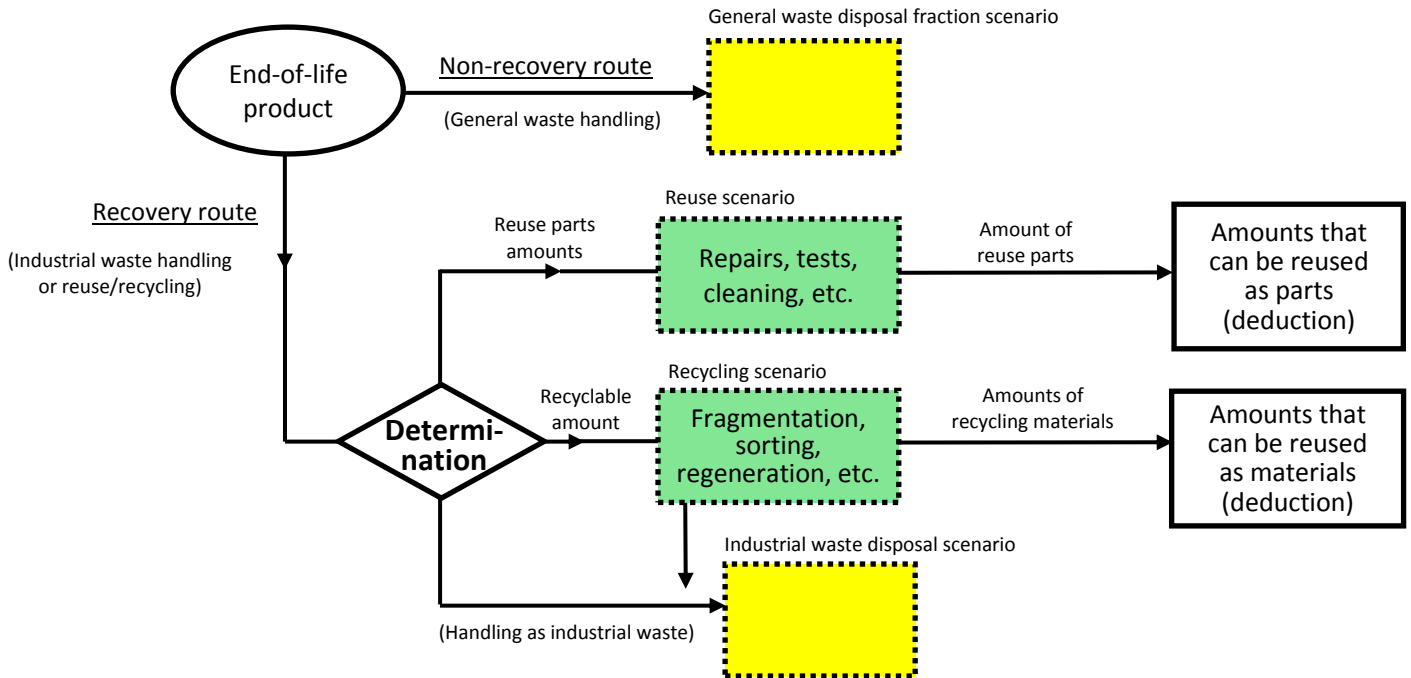 General waste disposal fraction scenario
End-of-life
product
Non-recovery route
(General waste handling)
Recovery route
(Industrial waste handling
or reuse/recycling)
Reuse parts
amounts
Reuse scenario
Repairs, tests,
cleaning, etc.
Amount of
reuse parts
Amounts that
can be reused
as parts
(deduction)
Determi-
nation
Recyclable
amount
Recycling scenario
Fragmentation,
sorting,
regeneration, etc.
Amounts of
recycling materials
Amounts that
can be reused
as materials
(deduction)
Industrial waste disposal scenario
(Handling as industrial waste)